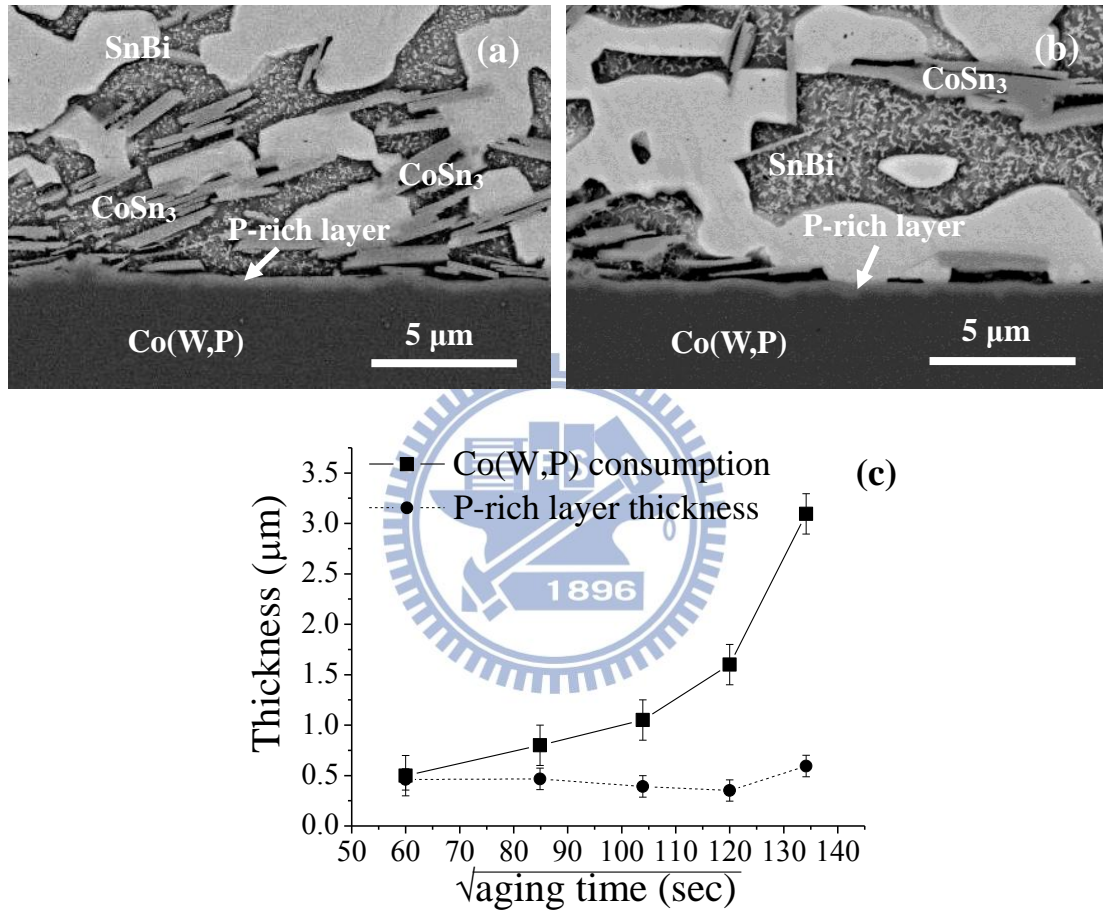 SnBi
(a)
CoSn₃
CoSn₃
P-rich layer
Co(W,P)
5 μm
(b)
CoSn₃
SnBi
P-rich layer
Co(W,P)
5 μm
(c)
Co(W,P) consumption
P-rich layer thickness
Thickness (μm)
3.5
3.0
2.5
2.0
1.5
1.0
0.5
0.0
50 60 70 80 90 100 110 120 130 140
√aging time (sec)
ES
1896